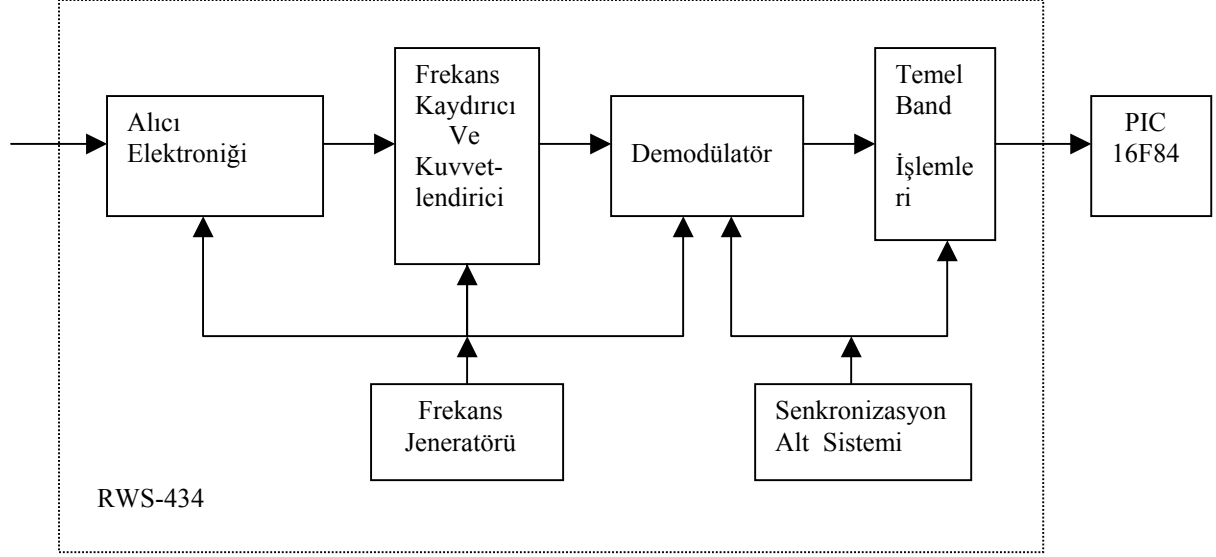 Alıcı
Elektroniği
Frekans
Kaydırıcı
Ve
Kuvvet-
lendirici
Demodülatör
Temel
Band
İşlemle
ri
PIC
16F84
Frekans
Jeneratörü
Senkronizasyon
Alt Sistemi
RWS-434